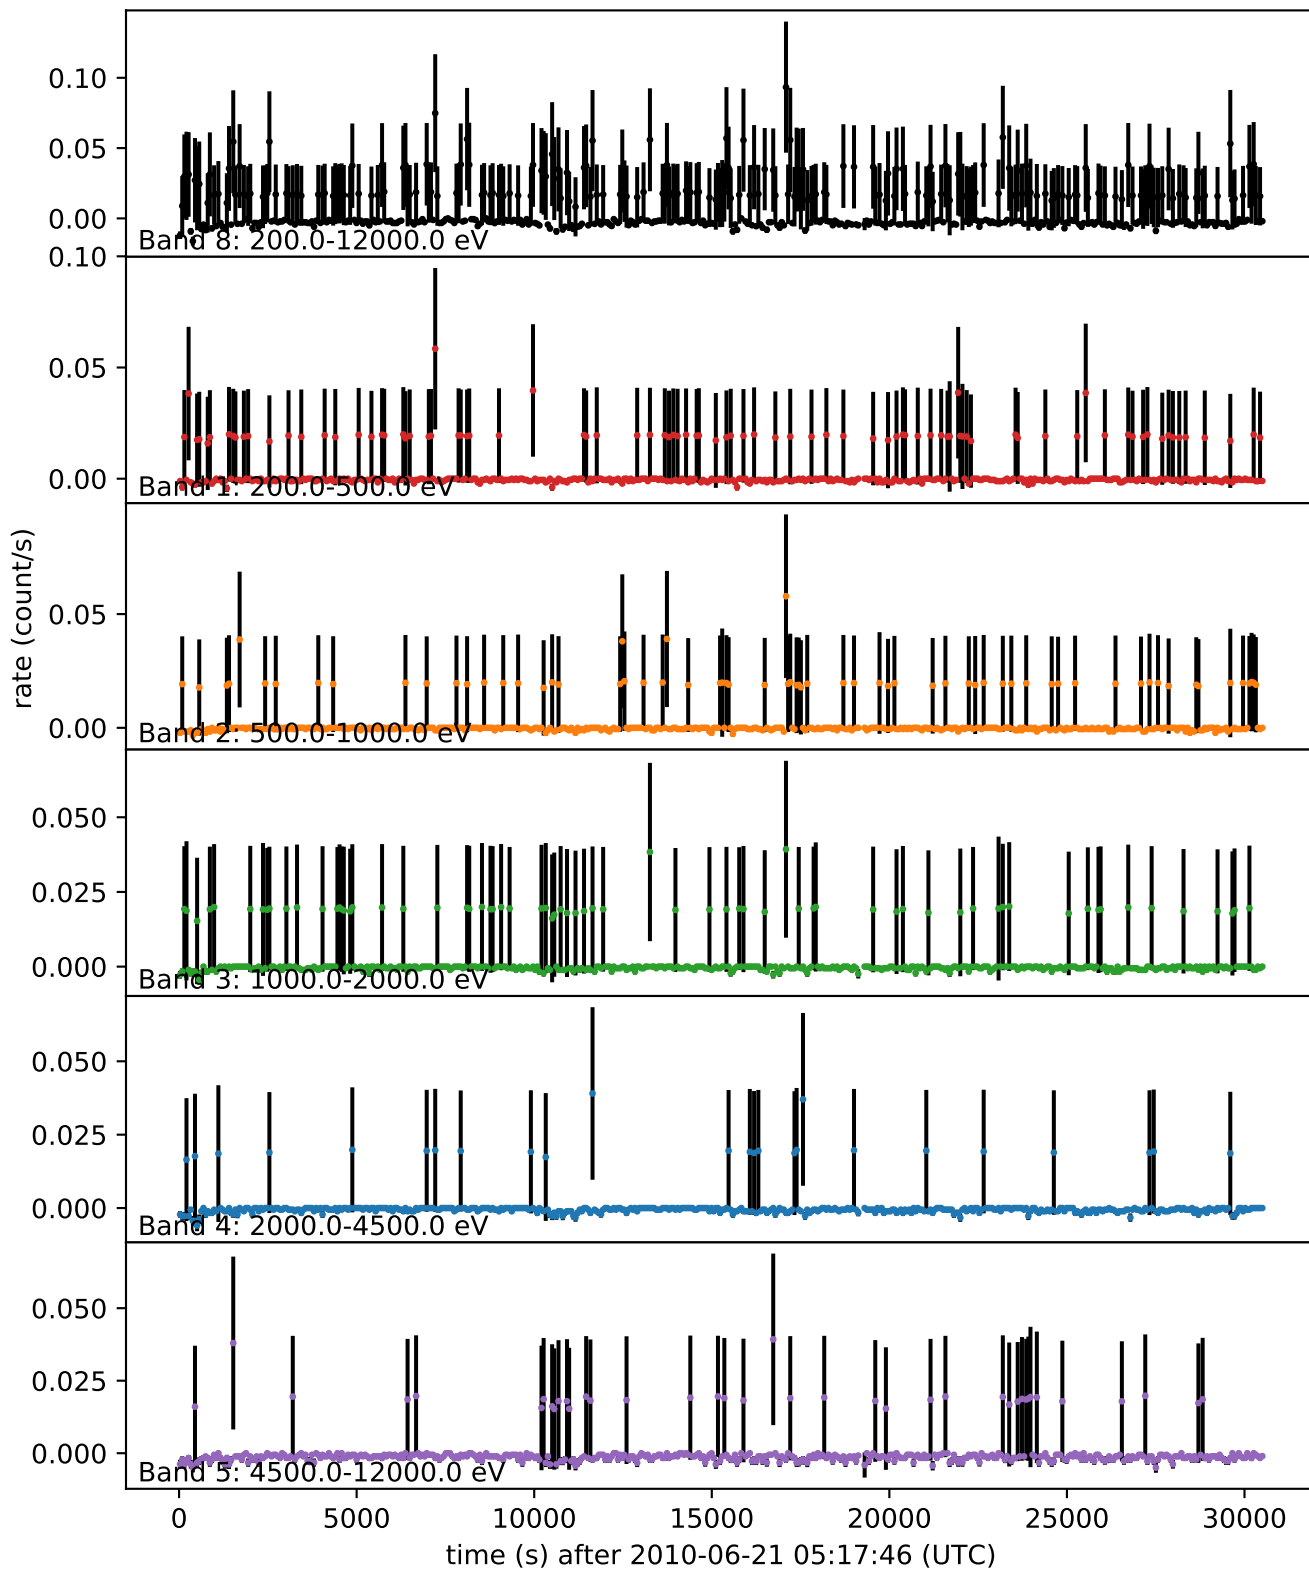 0.10
0.05
0.00
Band 8: 200.0-12000.0 eV
0.10
0.05
0.00
Band 1: 200.0-500.0 eV
0.05
0.00
Band 2: 500.0-1000.0 eV
rate (count/s)
0.050
0.025
0.000
Band 3: 1000.0-2000.0 eV
0.050
0.025
0.000
Band 4: 2000.0-4500.0 eV
0.050
0.025
0.000
Band 5: 4500.0-12000.0 eV
0 5000 10000 15000 20000 25000 30000
time (s) after 2010-06-21 05:17:46 (UTC)